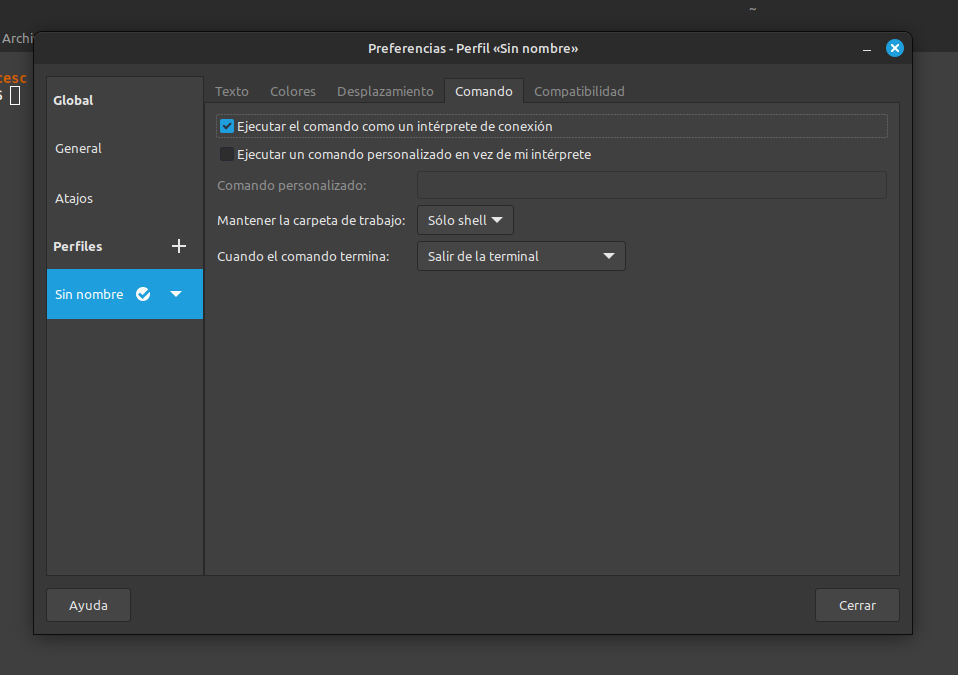 ~
Preferencias - Perfil «Sin nombre»
Archi
cesc
Global
General
Atajos
Perfiles
Sin nombre
Texto Colores Desplazamiento Comando Compatibilidad
Ejecutar el comando como un intérprete de conexión
Ejecutar un comando personalizado en vez de mi intérprete
Comando personalizado:
Mantener la carpeta de trabajo: Sólo shell
Cuando el comando termina: Salir de la terminal
Ayuda
Cerrar